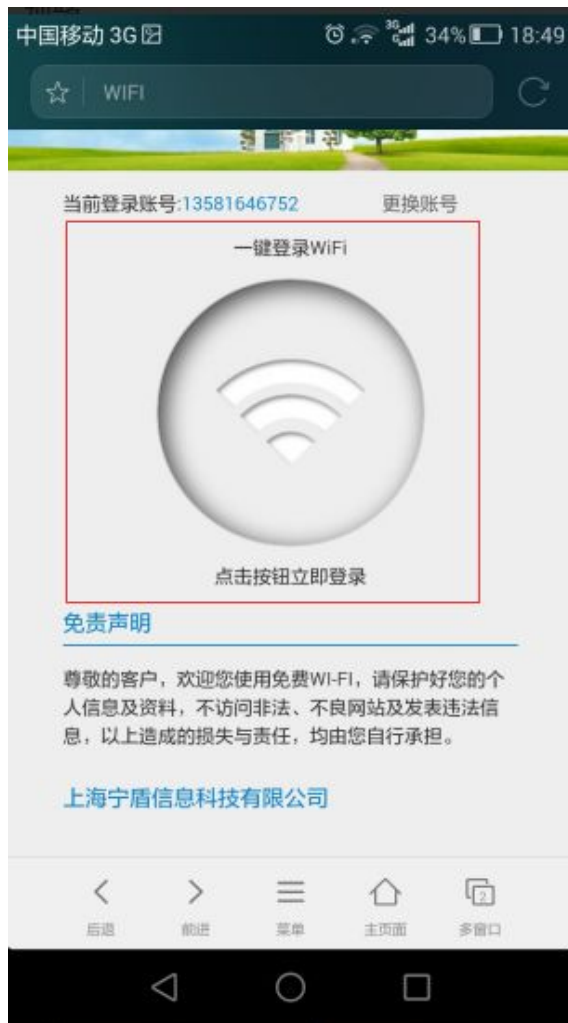 中国移动 3G
3G
G
34%
18:49
WIFI
当前登录账号:13581646752
更换账号
一键登录WiFi
点击按钮立即登录
免责声明
尊敬的客户，欢迎您使用免费WI-FI，请保护好您的个
人信息及资料，不访问非法、不良网站及发表违法信
息，以上造成的损失与责任，均由您自行承担。
上海宁盾信息科技有限公司
2
后退
前进
菜单
主页面
多窗口